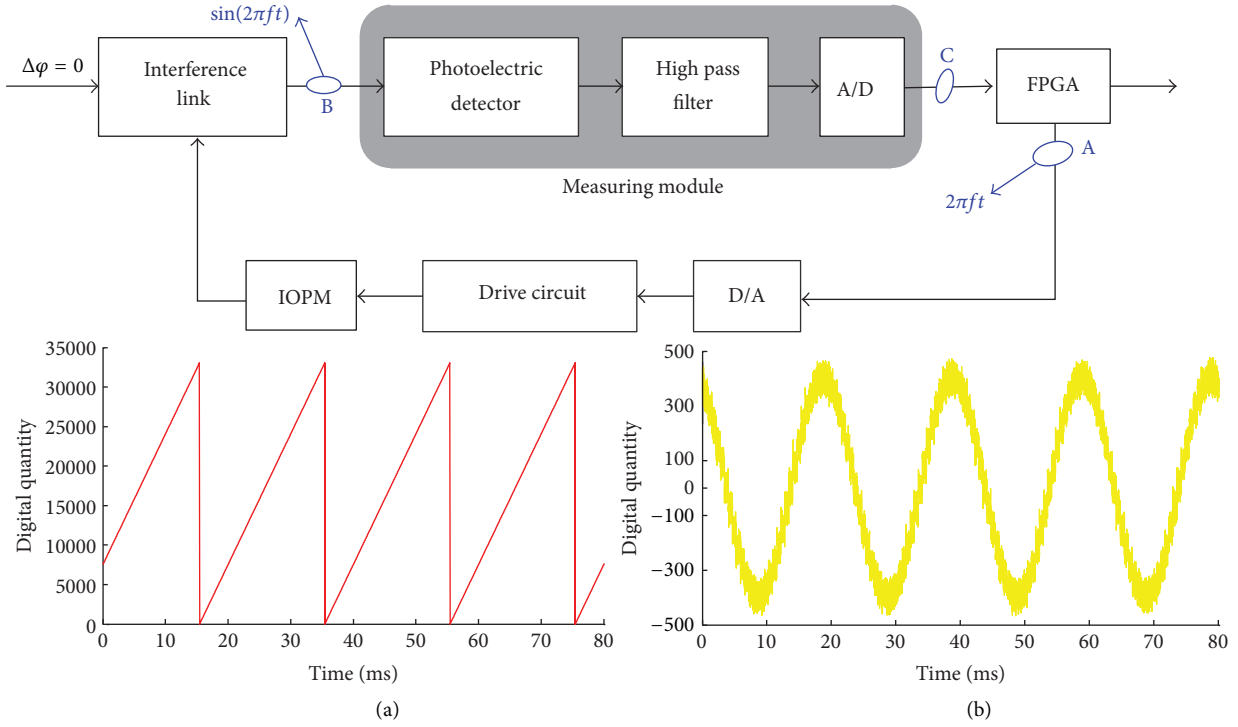 sin(2πft)
Δφ = 0
Interference
link
B
Photoelectric
detector
High pass
filter
A/D
C
FPGA
A
Measuring module
2πft
IOPM
Drive circuit
D/A
35000
30000
25000
20000
15000
10000
5000
0
Digital quantity
0 10 20 30 40 50 60 70 80
Time (ms)
(a)
500
300
100
0
−100
−300
−500
Digital quantity
0 10 20 30 40 50 60 70 80
Time (ms)
(b)